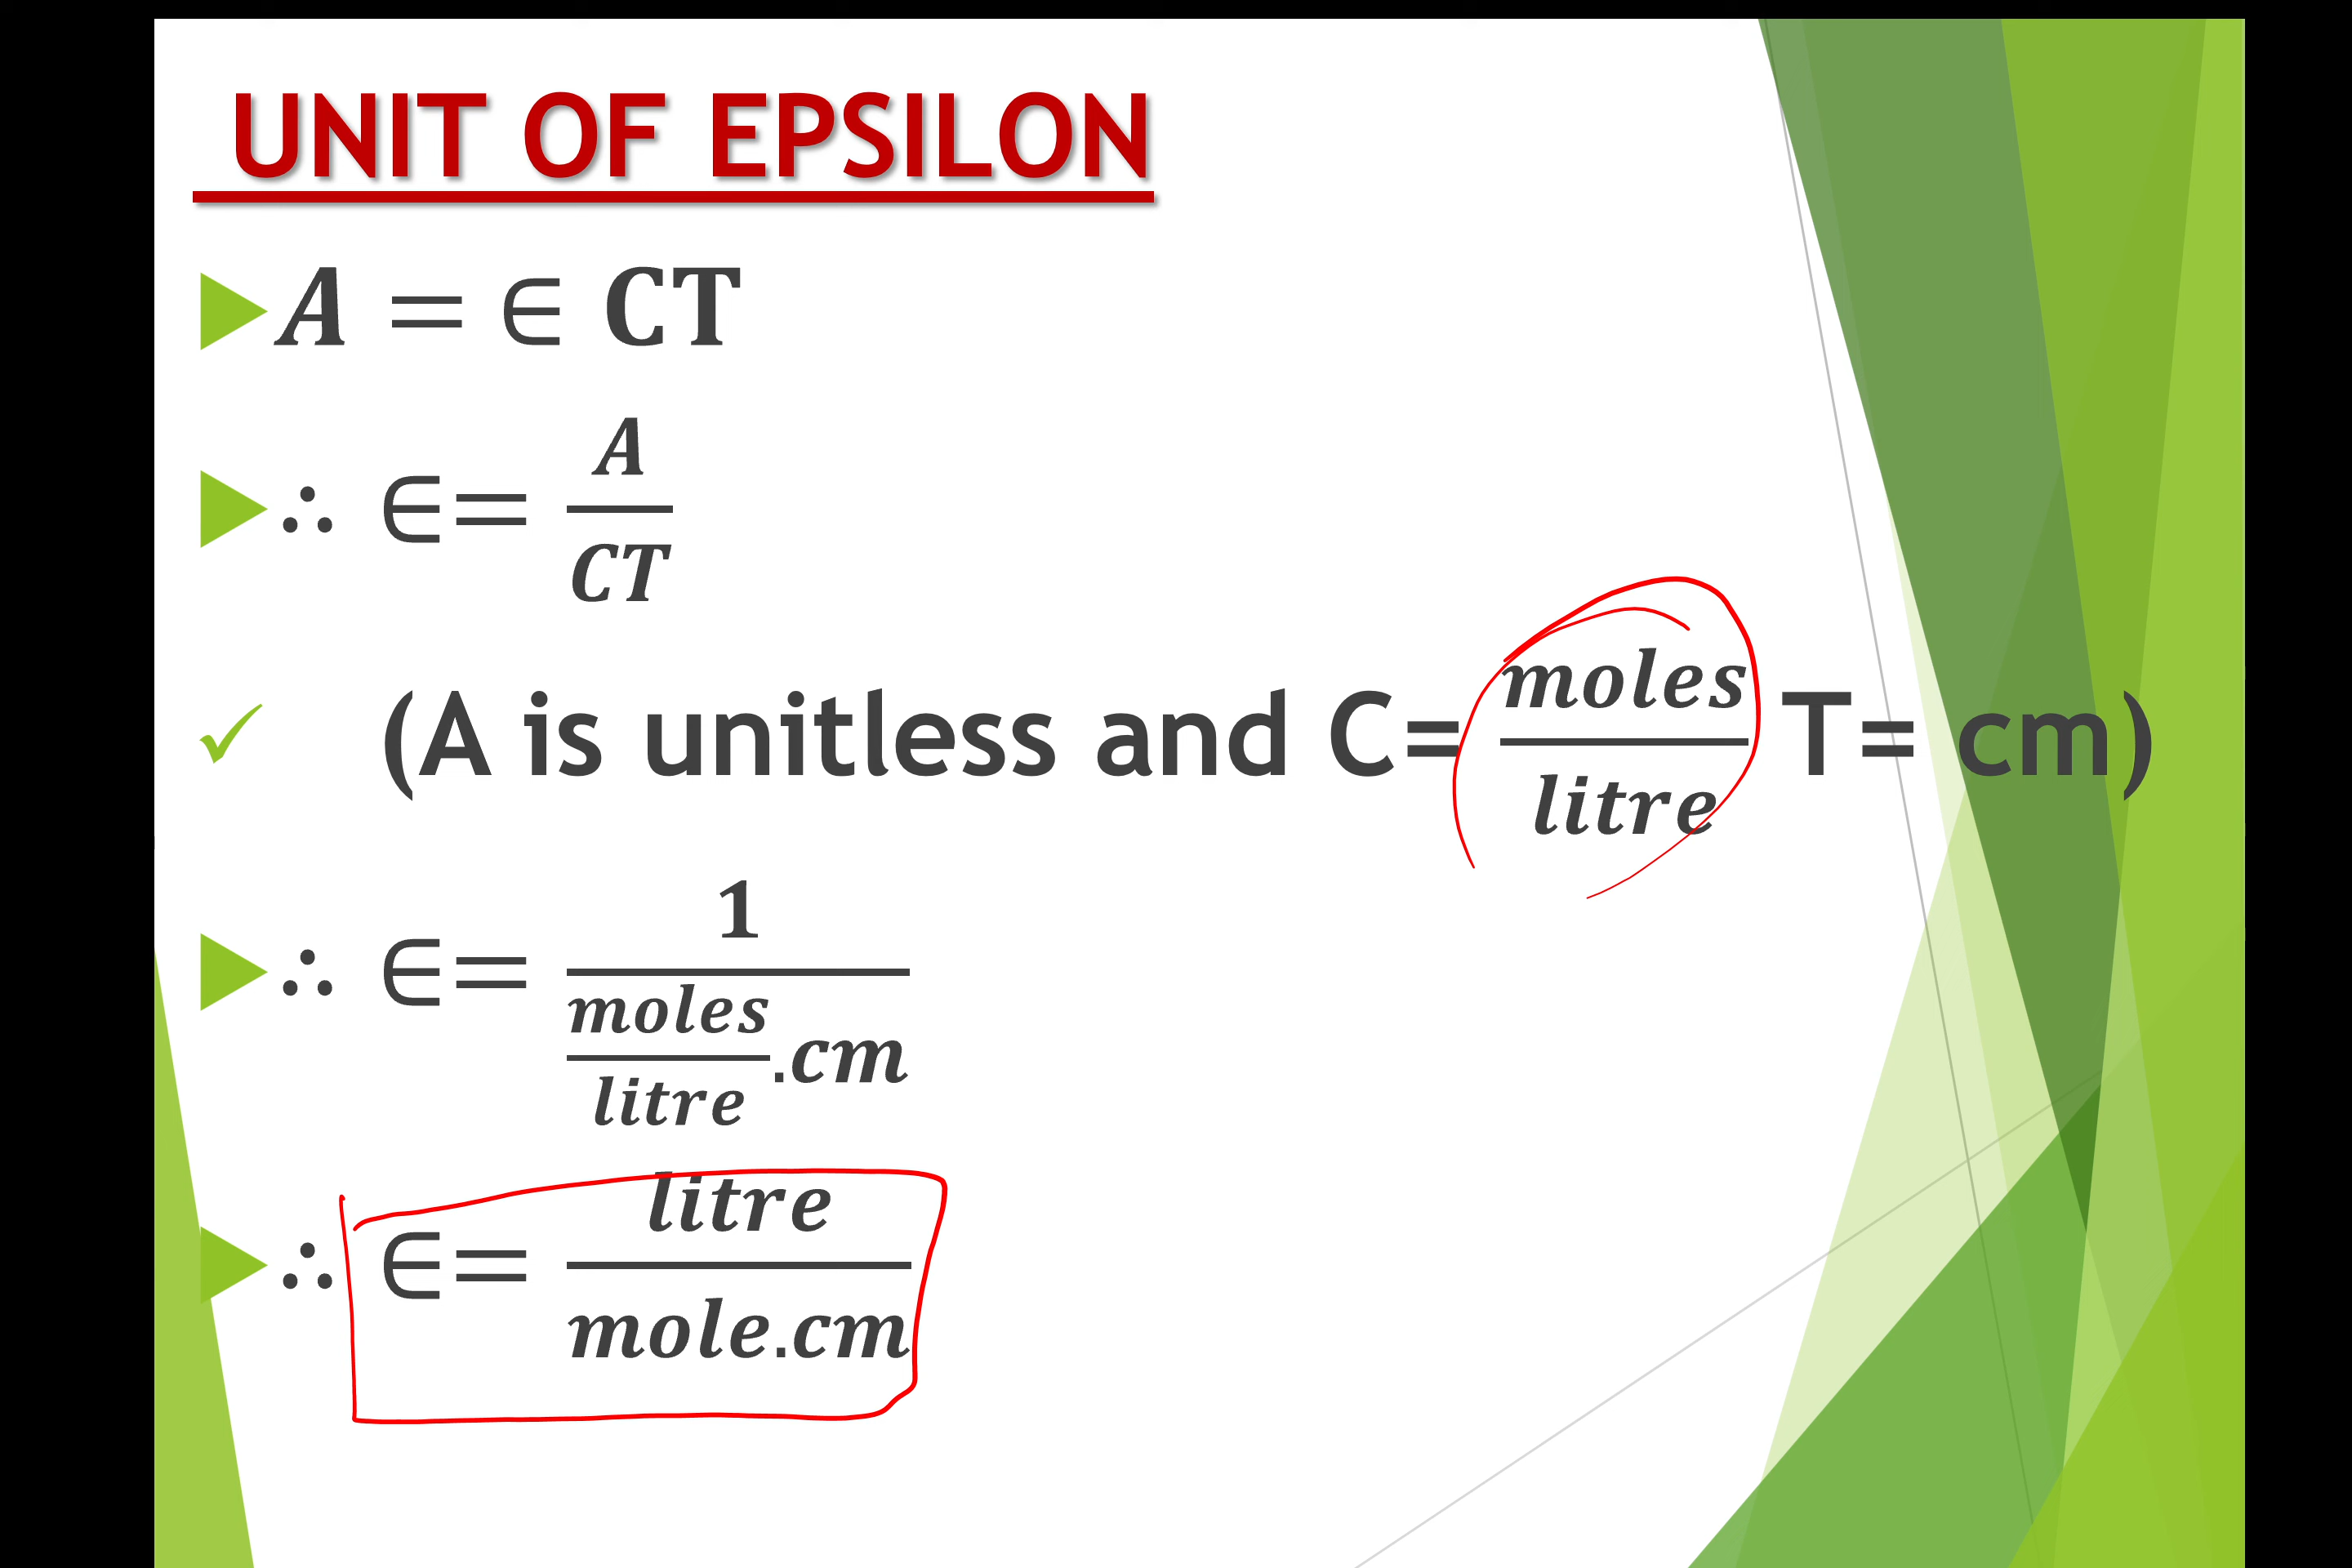 UNIT OF EPSILON
A = ∈ CT
∴ ∈= A/CT
(A is unitless and C= moles/litre T= cm)
∴ ∈= 1/(moles/litre .cm)
∴ ∈= litre/mole.cm